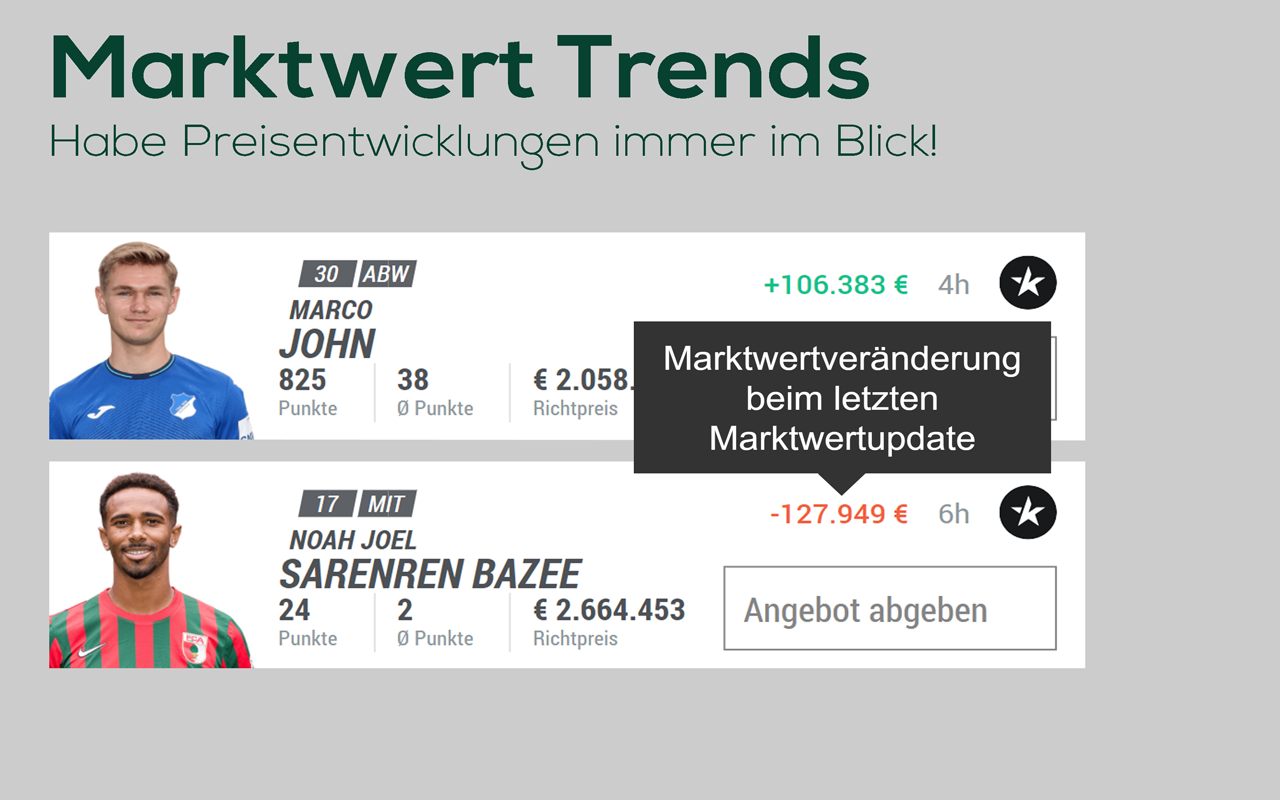 Marktwert Trends
Habe Preisentwicklungen immer im Blick!
30 ABW
MARCO
JOHN
825
38
€ 2.058.
Punkte
Ø Punkte
Richtpreis
+106.383 €
4h
Marktwertveränderung
beim letzten
Marktwertupdate
17 MIT
NOAH JOEL
SARENREN BAZEE
24
2
€ 2.664.453
Punkte
Ø Punkte
Richtpreis
-127.949 €
6h
Angebot abgeben
FCA